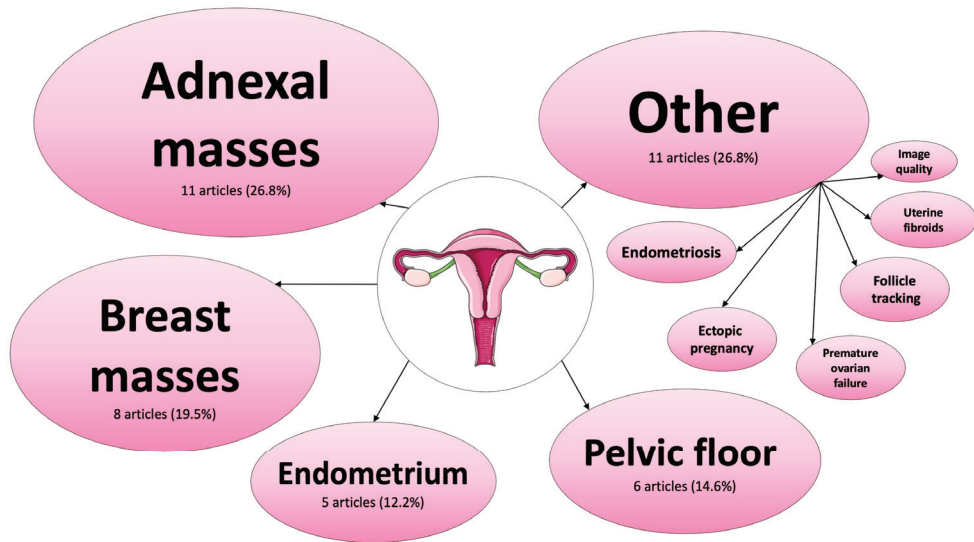 Adnexal
masses
11 articles (26.8%)
Other
11 articles (26.8%)
Image
quality
Uterine
fibroids
Endometriosis
Follicle
tracking
Ectopic
pregnancy
Premature
ovarian
failure
Breast
masses
8 articles (19.5%)
Endometrium
5 articles (12.2%)
Pelvic floor
6 articles (14.6%)